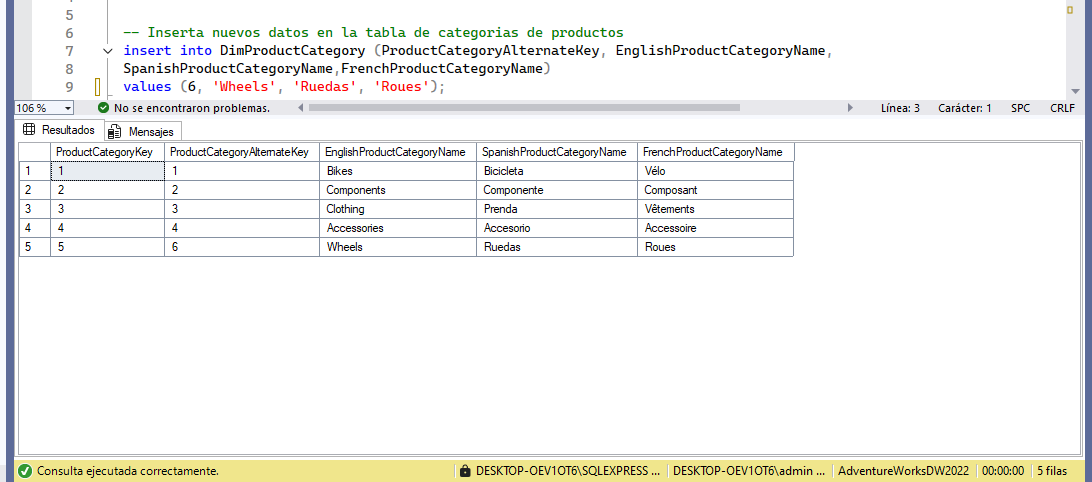 5
6 -- Inserta nuevos datos en la tabla de categorias de productos
7 insert into DimProductCategory (ProductCategoryAlternateKey, EnglishProductCategoryName,
8 SpanishProductCategoryName,FrenchProductCategoryName)
9 values (6, 'Wheels', 'Ruedas', 'Roues');
106 % No se encontraron problemas. Línea: 3 Carácter: 1 SPC CRLF
Resultados Mensajes
ProductCategoryKey ProductCategoryAlternateKey EnglishProductCategoryName SpanishProductCategoryName FrenchProductCategoryName
1 1 1 Bikes Bicicleta Vélo
2 2 2 Components Componente Composant
3 3 3 Clothing Prenda Vêtements
4 4 4 Accessories Accesorio Accessoire
5 5 6 Wheels Ruedas Roues
Consulta ejecutada correctamente. DESKTOP-OEV1OT6\SQLEXPRESS ... DESKTOP-OEV1OT6\admin ... AdventureWorksDW2022 00:00:00 5 filas